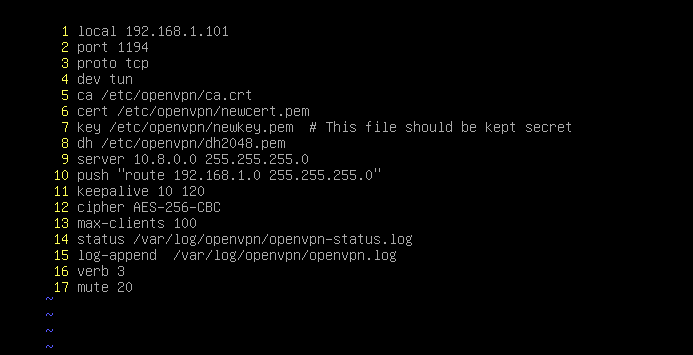 1 local 192.168.1.101
2 port 1194
3 proto tcp
4 dev tun
5 ca /etc/openvpn/ca.crt
6 cert /etc/openvpn/newcert.pem
7 key /etc/openvpn/newkey.pem  # This file should be kept secret
8 dh /etc/openvpn/dh2048.pem
9 server 10.8.0.0 255.255.255.0
10 push "route 192.168.1.0 255.255.255.0"
11 keepalive 10 120
12 cipher AES-256-CBC
13 max-clients 100
14 status /var/log/openvpn/openvpn-status.log
15 log-append  /var/log/openvpn/openvpn.log
16 verb 3
17 mute 20
~
~
~
~